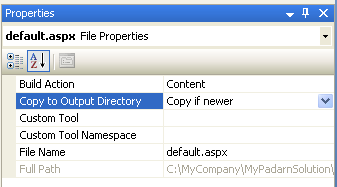 Properties
default.aspx File Properties
Build Action Content
Copy to Output Directory Copy if newer
Custom Tool
Custom Tool Namespace
File Name default.aspx
Full Path C:\MyCompany\MyPadarnSolution\